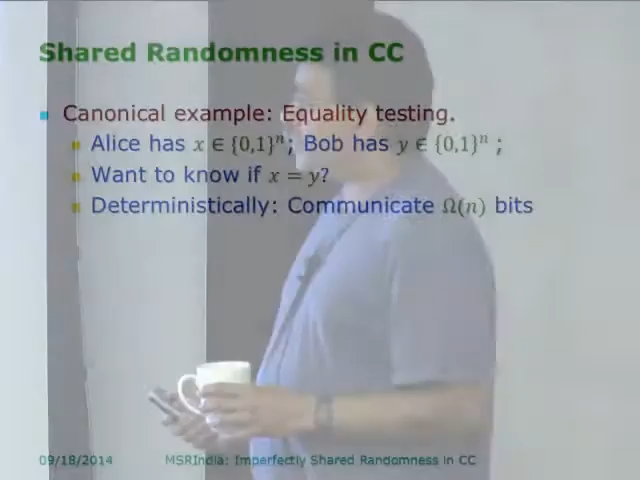 Shared Randomness in CC
Canonical example: Equality testing.
Alice has x ∈ {0,1}ⁿ; Bob has y ∈ {0,1}ⁿ ;
Want to know if x = y?
Deterministically: Communicate Ω(n) bits
09/18/2014 MSRIndia: Imperfectly Shared Randomness in CC